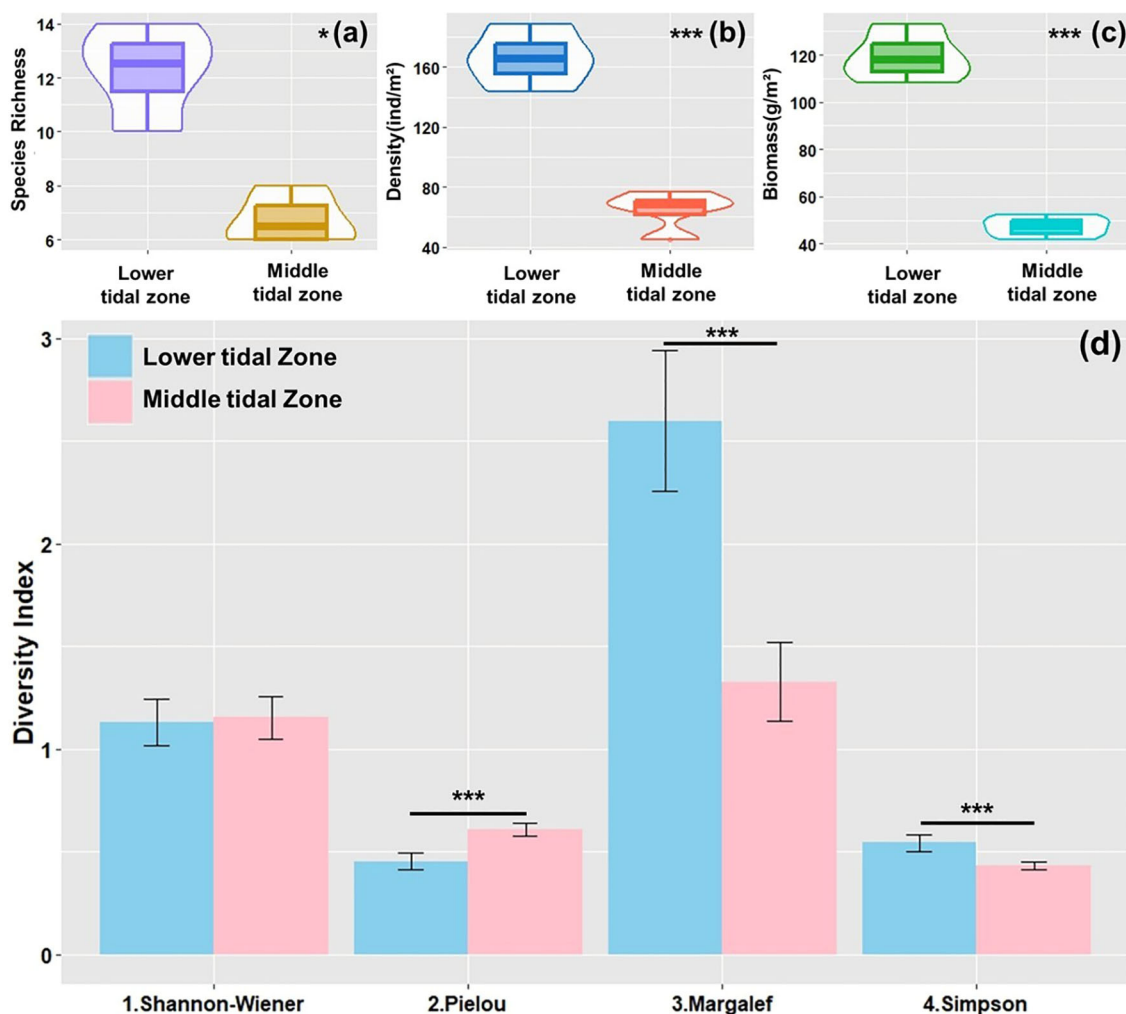 Species Richness
14
12
10
8
6
* (a)
Lower
tidal zone
Middle
tidal zone
Density(ind/m²)
160
120
80
40
*** (b)
Lower
tidal zone
Middle
tidal zone
Biomass(g/m²)
120
100
80
60
40
*** (c)
Lower
tidal zone
Middle
tidal zone
Diversity Index
3
2
1
0
Lower tidal Zone
Middle tidal Zone
(d)
***
***
***
1.Shannon-Wiener
2.Pielou
3.Margalef
4.Simpson